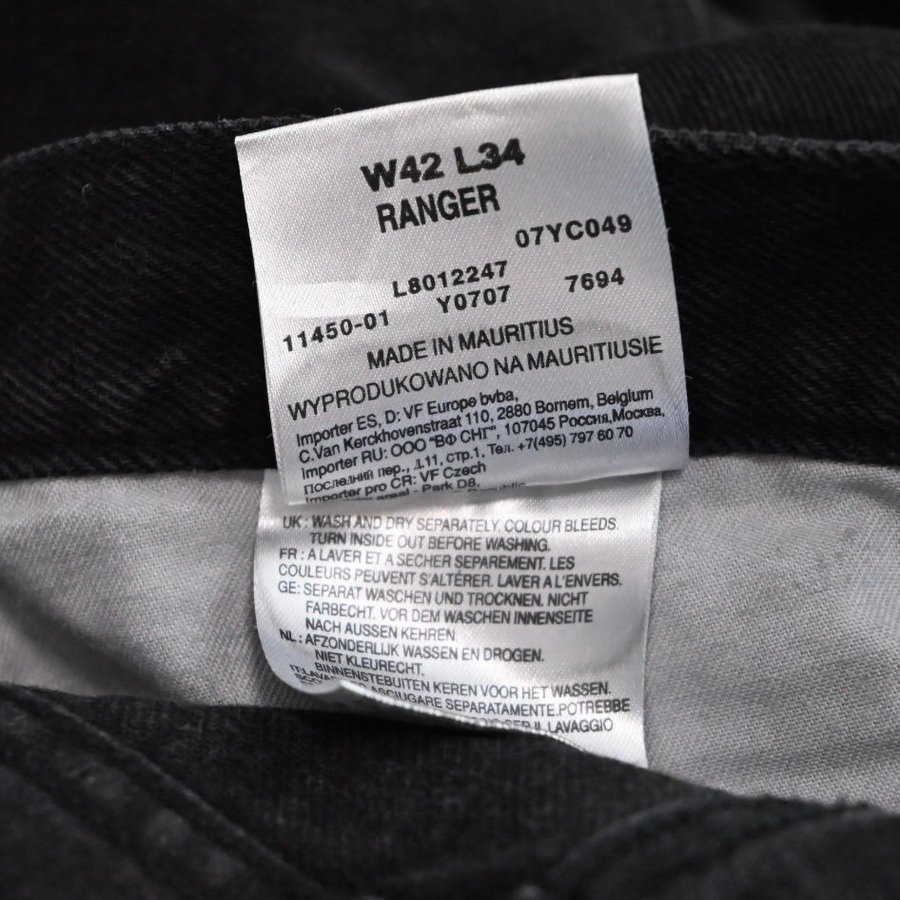 W42 L34
RANGER
07YC049
L8012247
11450-01 Y0707 7694
MADE IN MAURITIUS
WYPRODUKOWANO NA MAURITIUSIE
Importer ES, D: VF Europe bvba,
C.Van Kerckhovenstraat 110, 2880 Bornem, Belgium
Importer RU: ООО "ВФ СНГ", 107045 Россия,Москва,
Последний пер., д.11, стр.1, Тел. +7(495) 797 60 70
Importer pro CR: VF Czech
Park D8,
UK: WASH AND DRY SEPARATELY. COLOUR BLEEDS.
TURN INSIDE OUT BEFORE WASHING.
FR : A LAVER ET A SECHER SEPAREMENT. LES
COULEURS PEUVENT S'ALTÉRER. LAVER A L'ENVERS.
GE: SEPARAT WASCHEN UND TROCKNEN. NICHT
FARBECHT. VOR DEM WASCHEN INNENSEITE
NACH AUSSEN KEHREN.
NL: AFZONDERLIJK WASSEN EN DROGEN.
NIET KLEURECHT.
BINNENSTEBUITEN KEREN VOOR HET WASSEN.
ASCIUGARE SEPARATAMENTE.POTREBBE
IL LAVAGGIO